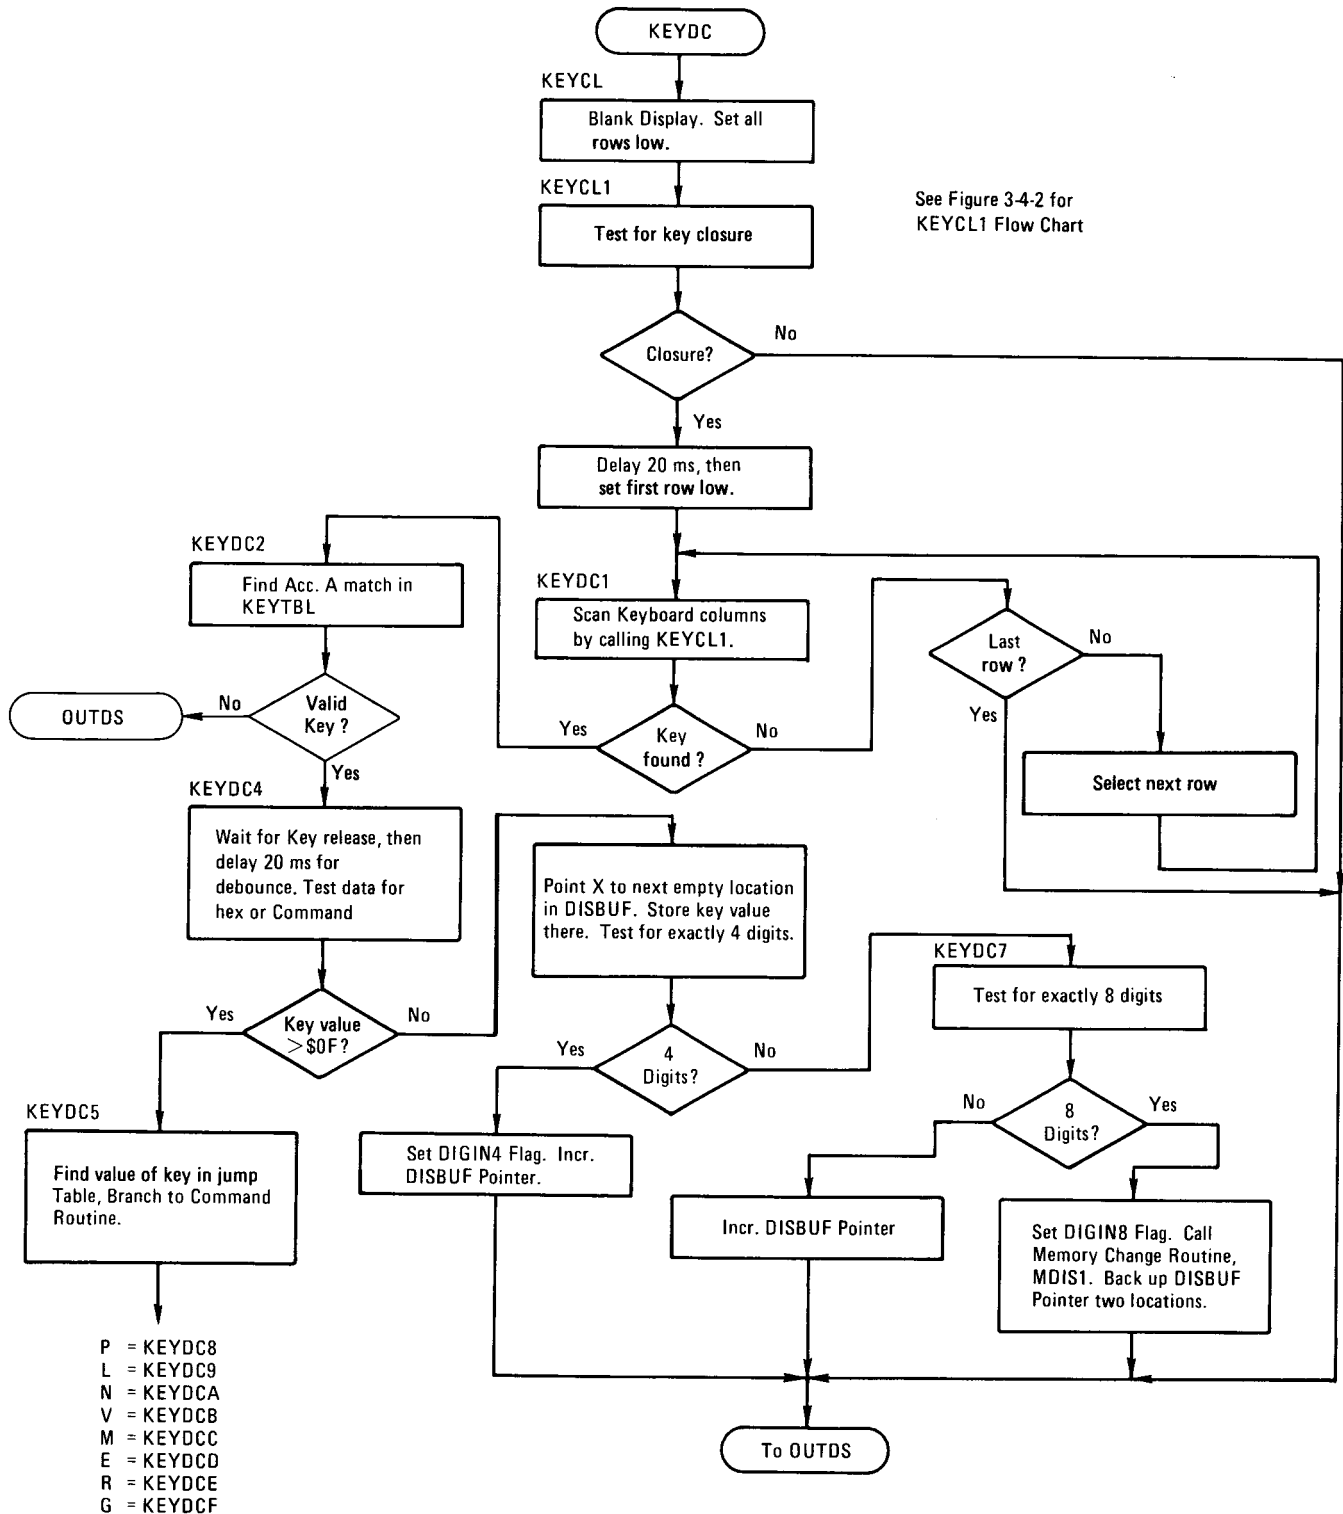 KEYDC
KEYCL
Blank Display. Set all
rows low.
KEYCL1
Test for key closure
See Figure 3-4-2 for
KEYCL1 Flow Chart
Closure?
No
Yes
Delay 20 ms, then
set first row low.
KEYDC2
Find Acc. A match in
KEYTBL
KEYDC1
Scan Keyboard columns
by calling KEYCL1.
Last
row ?
No
Yes
OUTDS
No
Valid
Key ?
Yes
Yes
Key
found ?
No
Select next row
KEYDC4
Wait for Key release, then
delay 20 ms for
debounce. Test data for
hex or Command
Point X to next empty location
in DISBUF. Store key value
there. Test for exactly 4 digits.
KEYDC7
Test for exactly 8 digits
Yes
Key value
>$0F?
No
Yes
4
Digits?
No
No
8
Digits?
Yes
KEYDC5
Find value of key in jump
Table, Branch to Command
Routine.
Set DIGIN4 Flag. Incr.
DISBUF Pointer.
Incr. DISBUF Pointer
Set DIGIN8 Flag. Call
Memory Change Routine,
MDIS1. Back up DISBUF
Pointer two locations.
P = KEYDC8
L = KEYDC9
N = KEYDCA
V = KEYDCB
M = KEYDCC
E = KEYDCD
R = KEYDCE
G = KEYDCF
To OUTDS